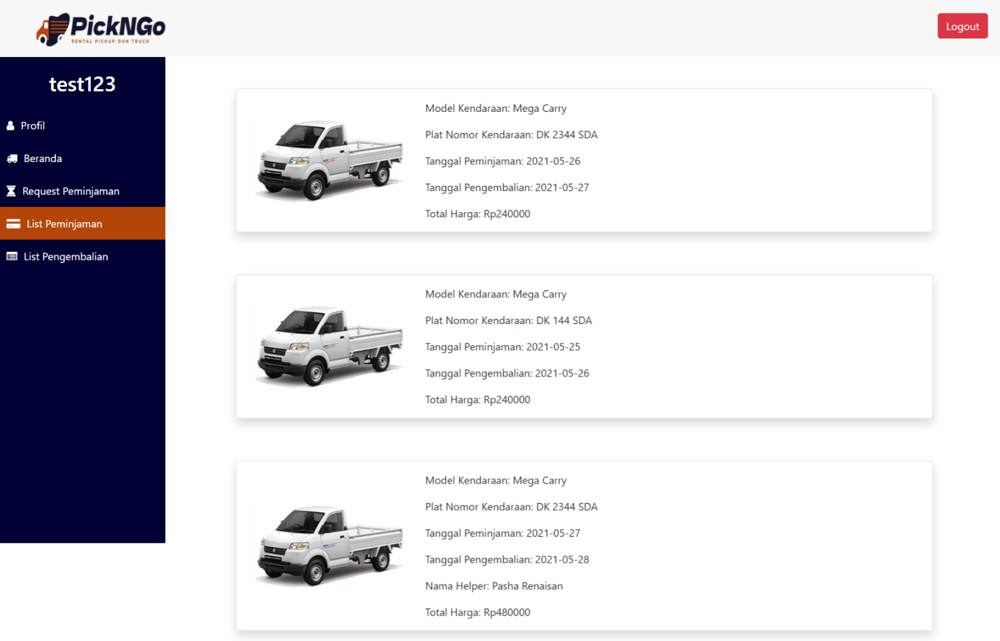 PickNGo
RENTAL PICKUP DAN TRUCK
Logout
test123
Profil
Beranda
Request Peminjaman
List Peminjaman
List Pengembalian
Model Kendaraan: Mega Carry
Plat Nomor Kendaraan: DK 2344 SDA
Tanggal Peminjaman: 2021-05-26
Tanggal Pengembalian: 2021-05-27
Total Harga: Rp240000
Model Kendaraan: Mega Carry
Plat Nomor Kendaraan: DK 144 SDA
Tanggal Peminjaman: 2021-05-25
Tanggal Pengembalian: 2021-05-26
Total Harga: Rp240000
Model Kendaraan: Mega Carry
Plat Nomor Kendaraan: DK 2344 SDA
Tanggal Peminjaman: 2021-05-27
Tanggal Pengembalian: 2021-05-28
Nama Helper: Pasha Renaisan
Total Harga: Rp480000